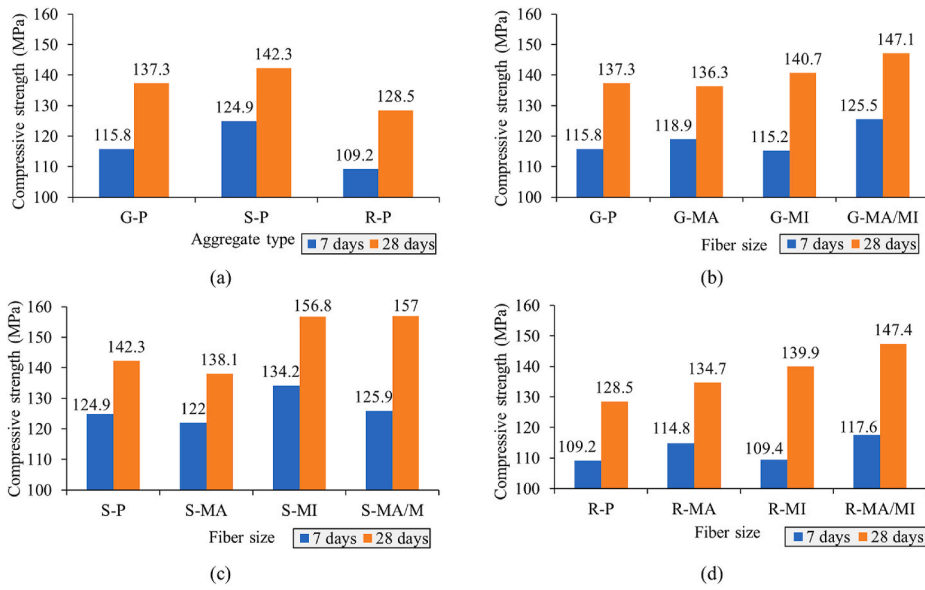 160
150
140
130
120
110
100
Compressive strength (MPa)
115.8
137.3
124.9
142.3
109.2
128.5
G-P
S-P
R-P
Aggregate type
7 days
28 days
(a)
160
150
140
130
120
110
100
Compressive strength (MPa)
115.8
137.3
118.9
136.3
115.2
140.7
125.5
147.1
G-P
G-MA
G-MI
G-MA/MI
Fiber size
7 days
28 days
(b)
160
150
140
130
120
110
100
Compressive strength (MPa)
124.9
142.3
122
138.1
134.2
156.8
125.9
157
S-P
S-MA
S-MI
S-MA/M
Fiber size
7 days
28 days
(c)
160
150
140
130
120
110
100
Compressive strength (MPa)
109.2
128.5
114.8
134.7
109.4
139.9
117.6
147.4
R-P
R-MA
R-MI
R-MA/MI
Fiber size
7 days
28 days
(d)